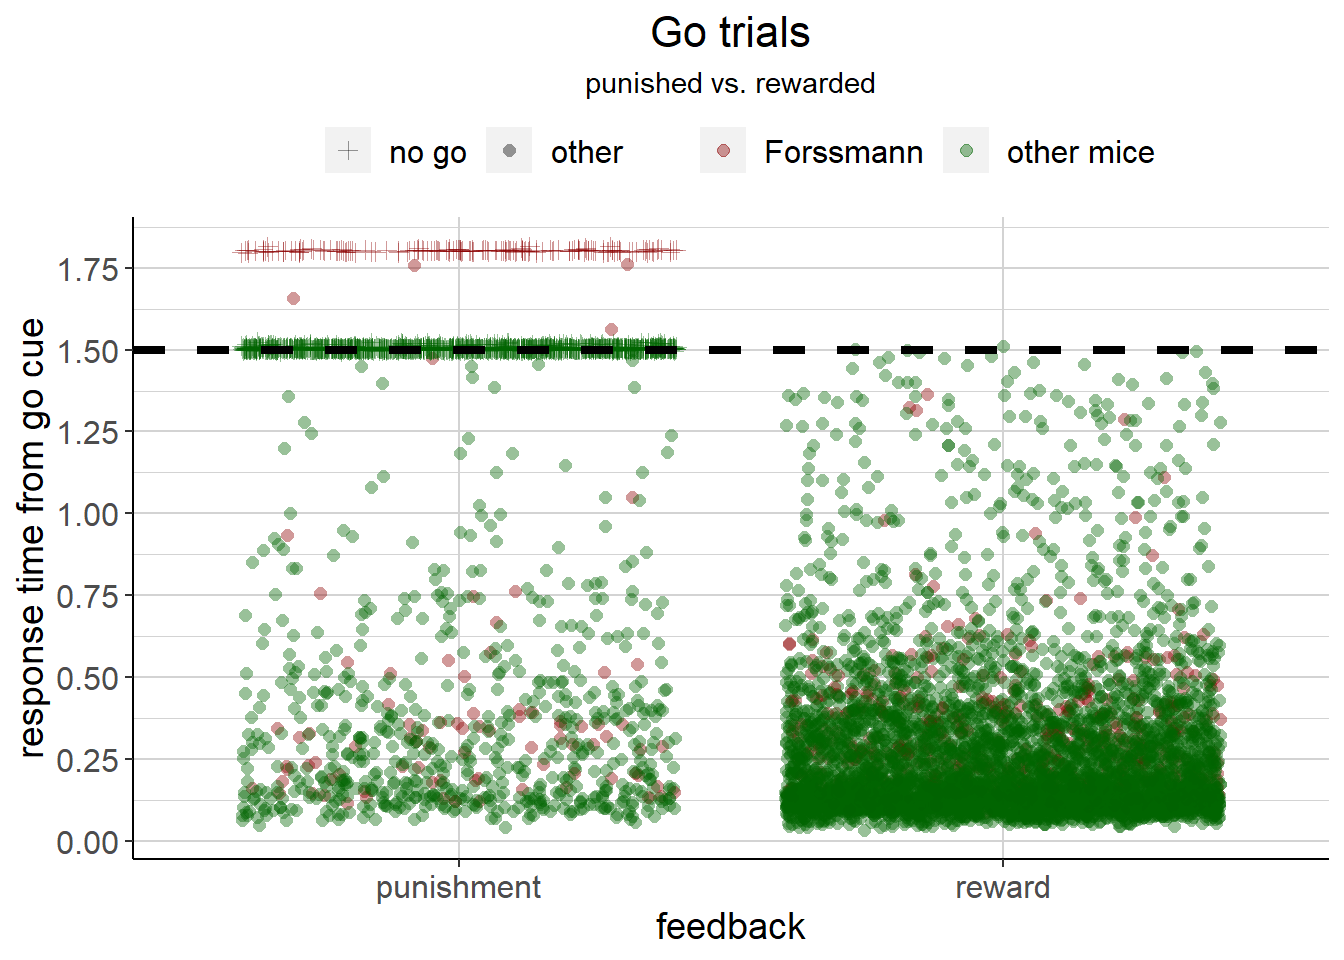 Go trials
punished vs. rewarded
no go other Forssmann other mice
response time from go cue
1.75
1.50
1.25
1.00
0.75
0.50
0.25
0.00
punishment reward
feedback